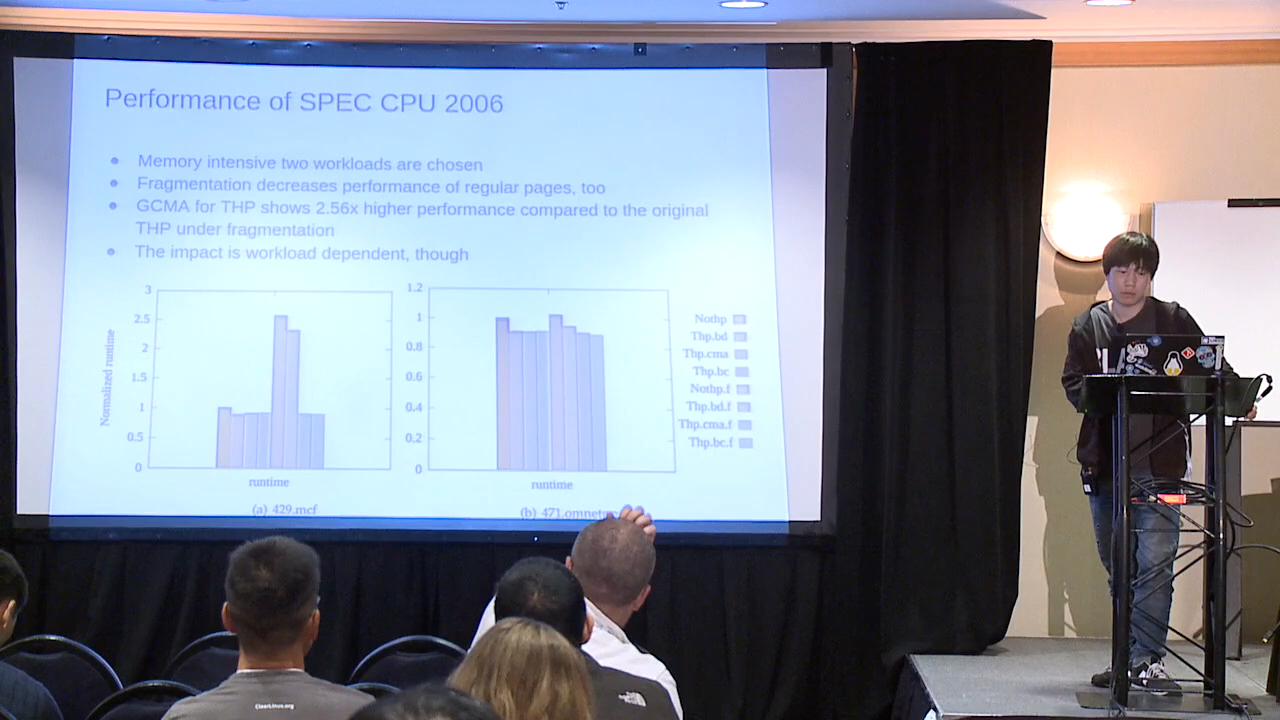 Performance of SPEC CPU 2006
● Memory intensive two workloads are chosen
● Fragmentation decreases performance of regular pages, too
● GCMA for THP shows 2.56x higher performance compared to the original
THP under fragmentation
● The impact is workload dependent, though
3
2.5
2
1.5
1
0.5
0
Normalized runtime
runtime
(a) 429.mcf
1.2
1
0.8
0.6
0.4
0.2
0
runtime
(b) 471.omnet
Nothp
Thp.bd
Thp.cma
Thp.bc
Nothp.f
Thp.bd.f
Thp.cma.f
Thp.bc.f
ClearLinux.org